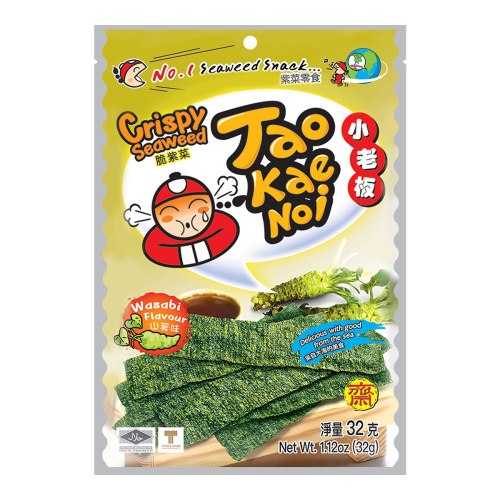 No.1 Seaweed Snack...
紫菜零食
Crispy
Seaweed
脆紫菜
Tao
Kae
Noi
小老板
Wasabi
Flavour
山葵味
Delicious with good
from the sea.
齋
淨量 32 克
Net Wt. 1.12oz (32g)